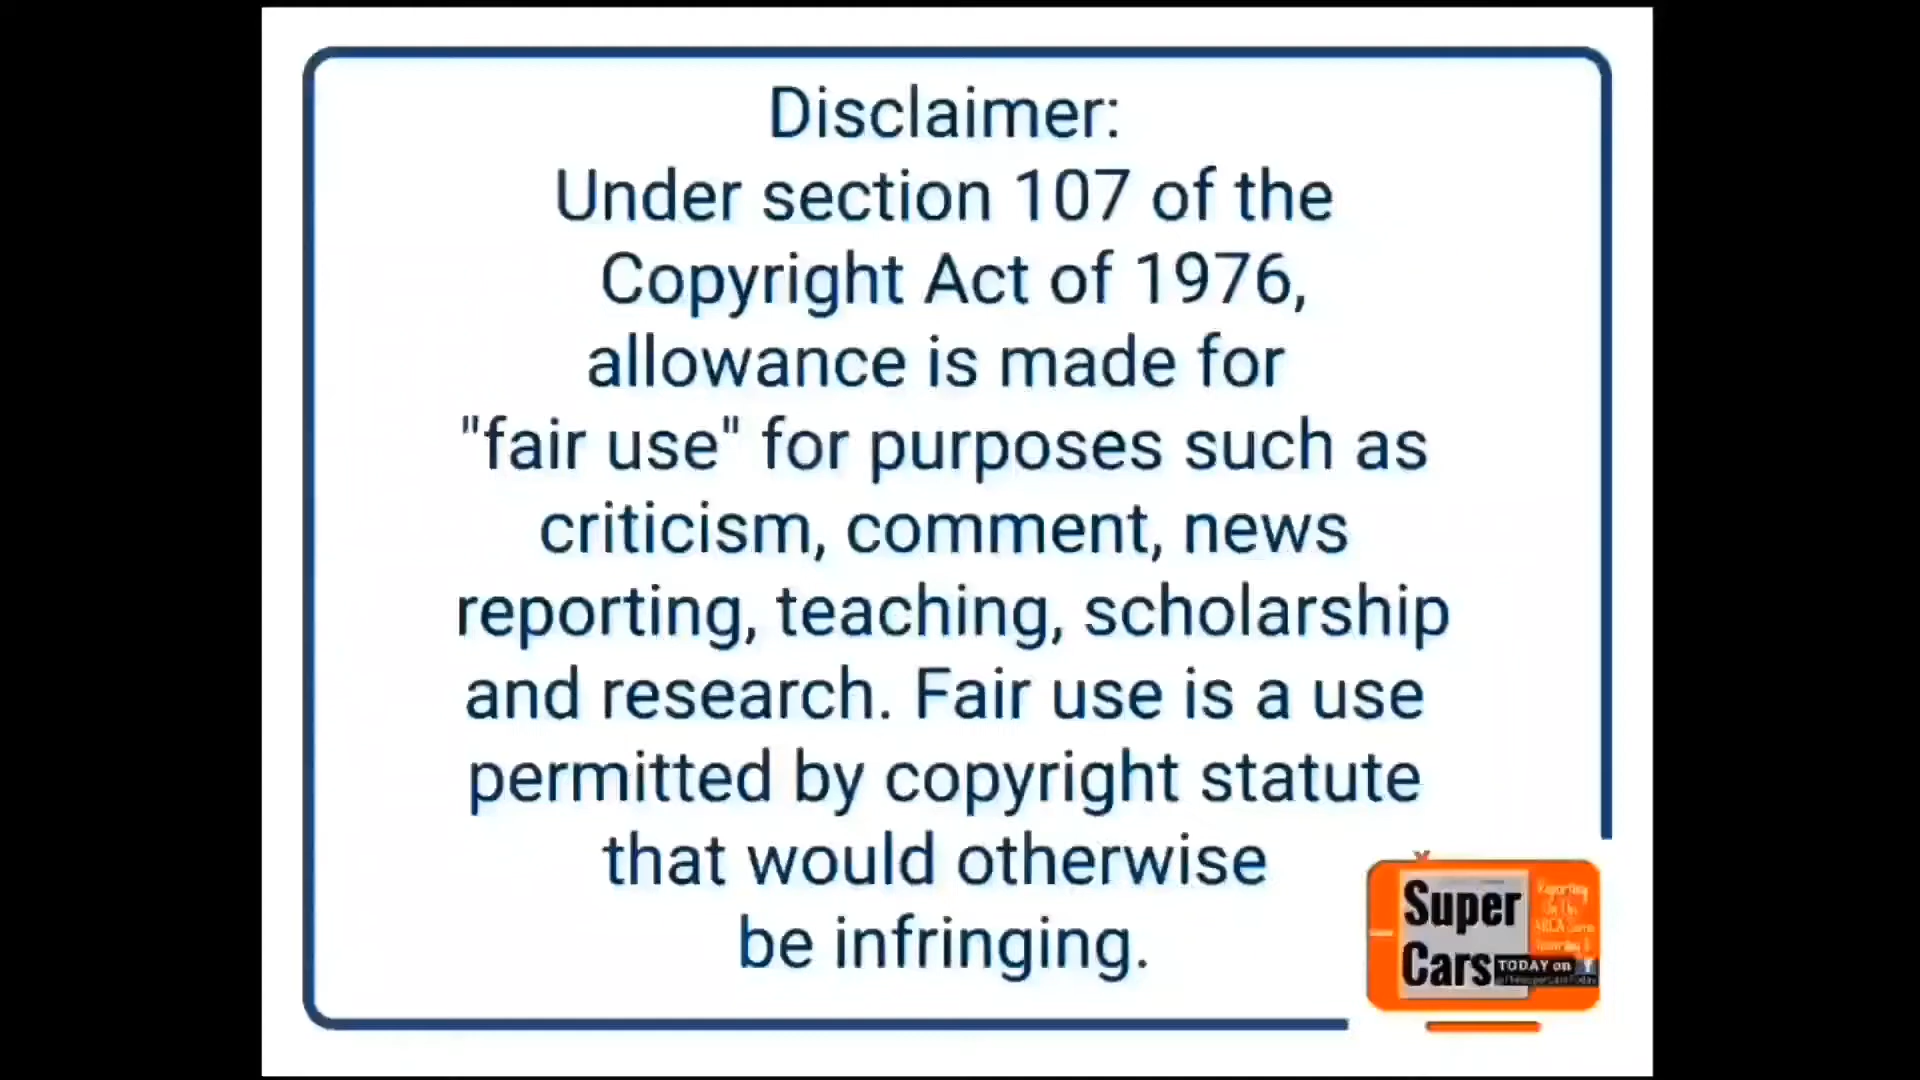 Disclaimer:
Under section 107 of the
Copyright Act of 1976,
allowance is made for
"fair use" for purposes such as
criticism, comment, news
reporting, teaching, scholarship
and research. Fair use is a use
permitted by copyright statute
that would otherwise
be infringing.
Super
Cars
Reporting
TODAY on